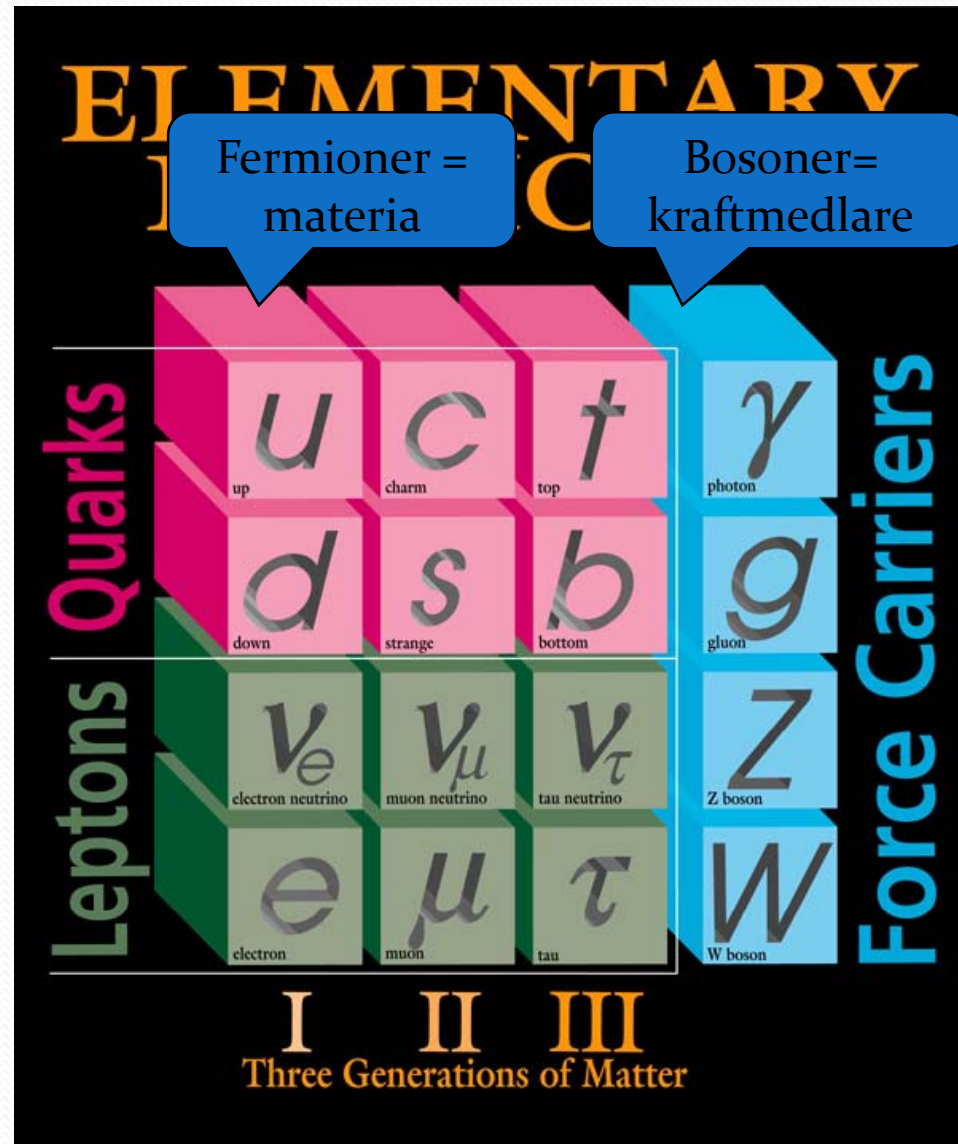 ELEMENTARY
Fermioner =
materia
Bosoner=
kraftmedlare
Quarks
Leptons
Force Carriers
u
up
c
charm
t
top
γ
photon
d
down
s
strange
b
bottom
g
gluon
νe
electron neutrino
νμ
muon neutrino
ντ
tau neutrino
Z
Z boson
e
electron
μ
muon
τ
tau
W
W boson
I II III
Three Generations of Matter